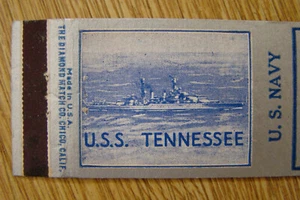 Made in U.S.A.
THE DIAMOND MATCH CO., CHICO, CALIF.
U.S.S. TENNESSEE
U. S. NAVY